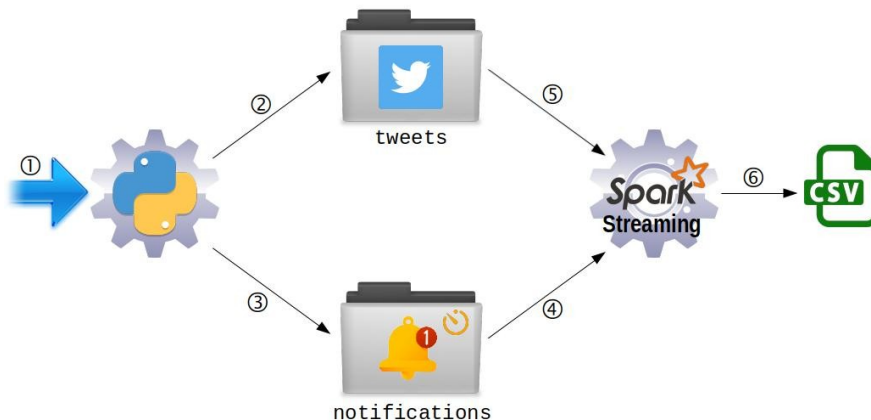 ①
②
tweets
③
1
notifications
⑤
④
Spark
Streaming
⑥
CSV